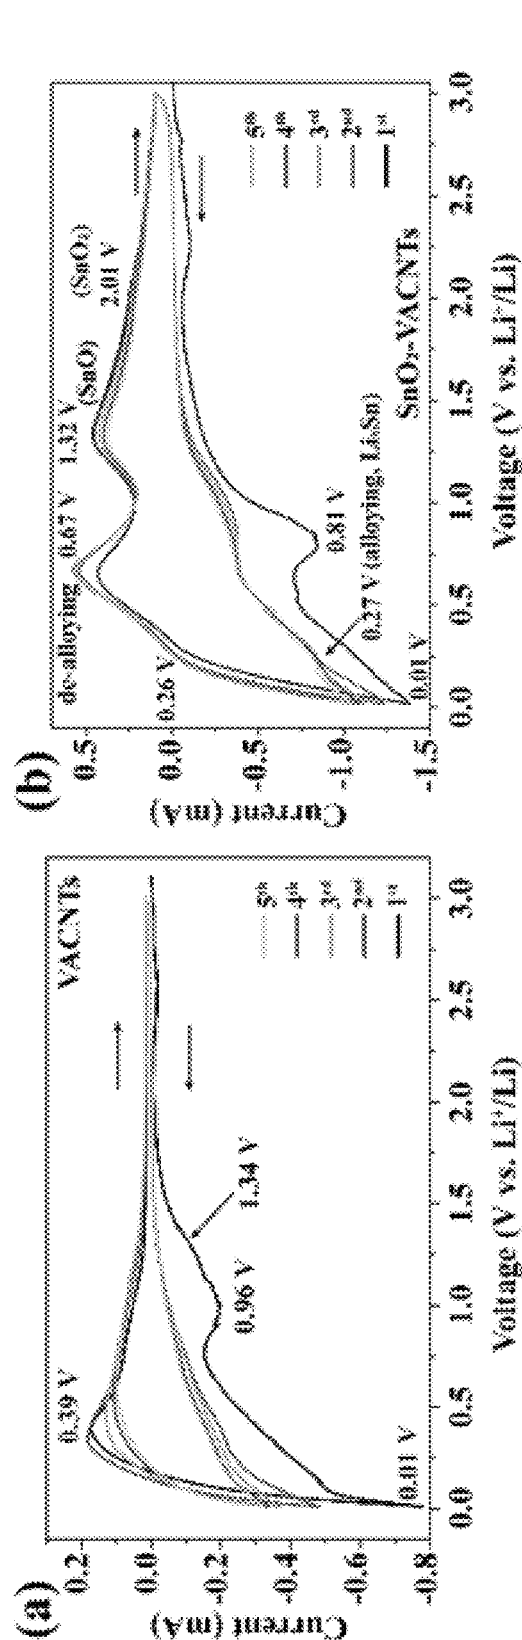 (a)
VACNTs
0.39 V
1.34 V
0.96 V
0.01 V
5th
4th
3rd
2nd
1st
0.2
0.0
-0.2
-0.4
-0.6
-0.8
Current (mA)
0.0 0.5 1.0 1.5 2.0 2.5 3.0
Voltage (V vs. Li+/Li)
(b)
de-alloying
0.67 V
1.32 V
(SnO)
(SnO2)
2.01 V
0.26 V
0.81 V
0.27 V (alloying, LixSn)
0.01 V
SnO2-VACNTs
5th
4th
3rd
2nd
1st
0.5
0.0
-0.5
-1.0
-1.5
Current (mA)
0.0 0.5 1.0 1.5 2.0 2.5 3.0
Voltage (V vs. Li+/Li)